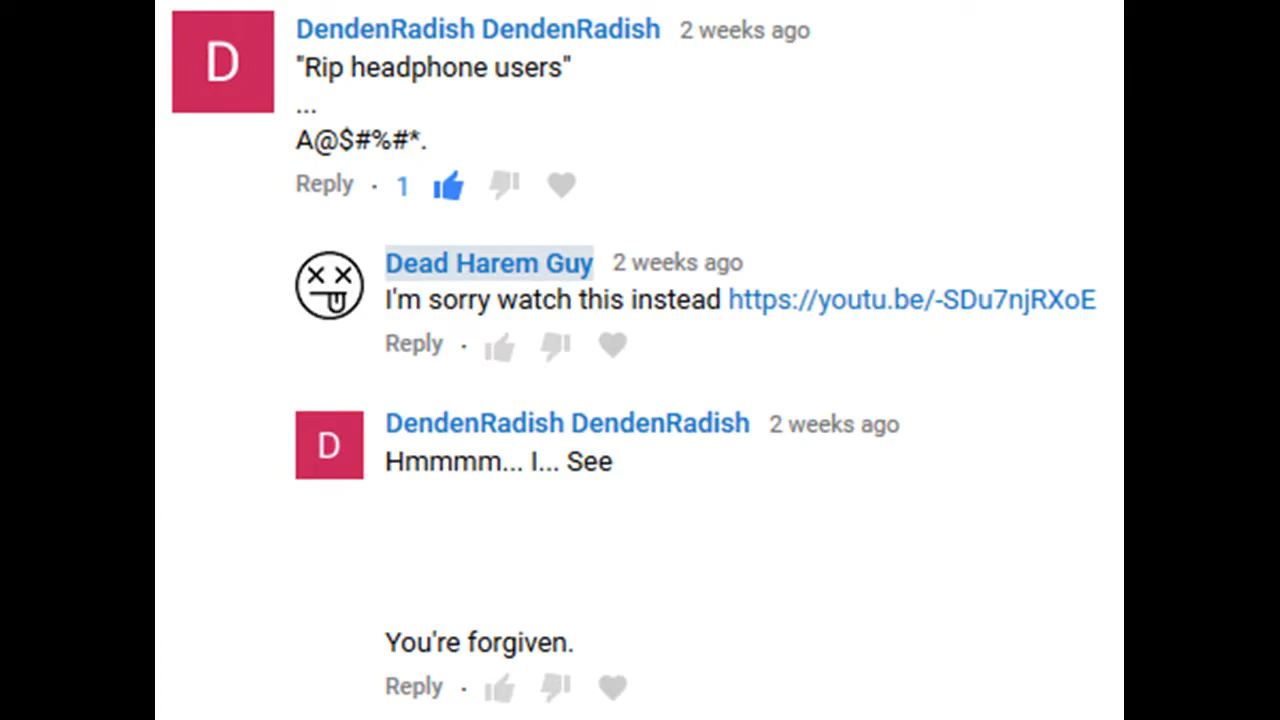 D
DendenRadish DendenRadish 2 weeks ago
"Rip headphone users"
...
A@$#%#*.
Reply · 1
Dead Harem Guy 2 weeks ago
I'm sorry watch this instead https://youtu.be/-SDu7njRXoE
Reply ·
D
DendenRadish DendenRadish 2 weeks ago
Hmmmm... I... See
You're forgiven.
Reply ·